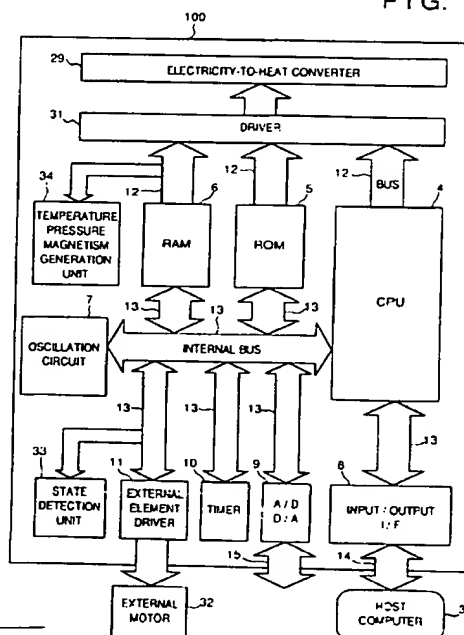 FIG.
100
29
ELECTRICITY-TO-HEAT CONVERTER
31
DRIVER
34
12
6
12
5
12
BUS
4
TEMPERATURE
PRESSURE
MAGNETISM
GENERATION
UNIT
RAM
ROM
CPU
7
13
13
13
OSCILLATION
CIRCUIT
INTERNAL BUS
13
13
13
13
33
11
10
9
8
STATE
DETECTION
UNIT
EXTERNAL
ELEMENT
DRIVER
TIMER
A / D
D / A
INPUT / OUTPUT
I / F
15
14
EXTERNAL
MOTOR
32
HOST
COMPUTER
3